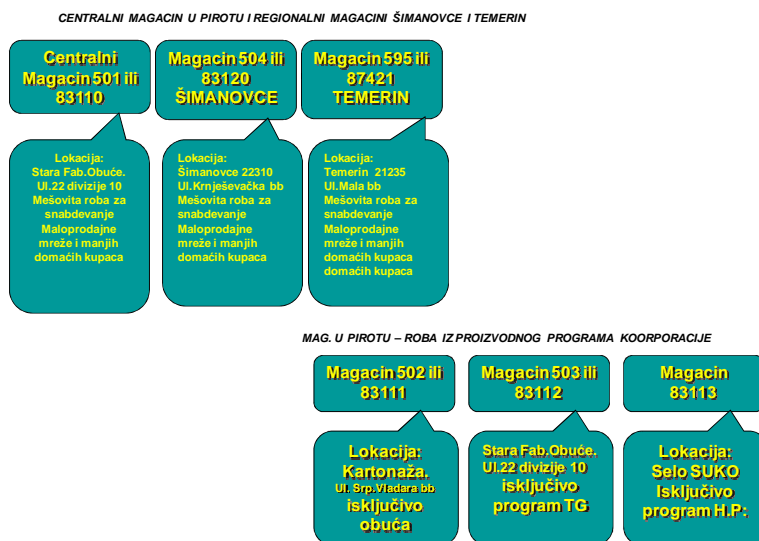 CENTRALNI MAGACIN U PIROTU I REGIONALNI MAGACINI ŠIMANOVCE I TEMERIN
Centralni
Magacin 501 ili
83110
Magacin 504 ili
83120
ŠIMANOVCE
Magacin 595 ili
87421
TEMERIN
Lokacija:
Stara Fab.Obuće.
Ul.22 divizije 10
Mešovita roba za
snabdevanje
Maloprodajne
mreže i manjih
domaćih kupaca
Lokacija:
Šimanovce 22310
Ul.Krnješevačka bb
Mešovita roba za
snabdevanje
Maloprodajne
mreže i manjih
domaćih kupaca
Lokacija:
Temerin 21235
Ul.Mala bb
Mešovita roba za
snabdevanje
Maloprodajne
mreže i manjih
domaćih kupaca
domaćih kupaca
MAG. U PIROTU – ROBA IZ PROIZVODNOG PROGRAMA KOORPORACIJE
Magacin 502 ili
83111
Magacin 503 ili
83112
Magacin
83113
Lokacija:
Kartonaža.
Ul. Srp.Vladara bb
isključivo
obuća
Stara Fab.Obuće.
Ul.22 divizije 10
isključivo
program TG
Lokacija:
Selo SUKO
Isključivo
program H.P: